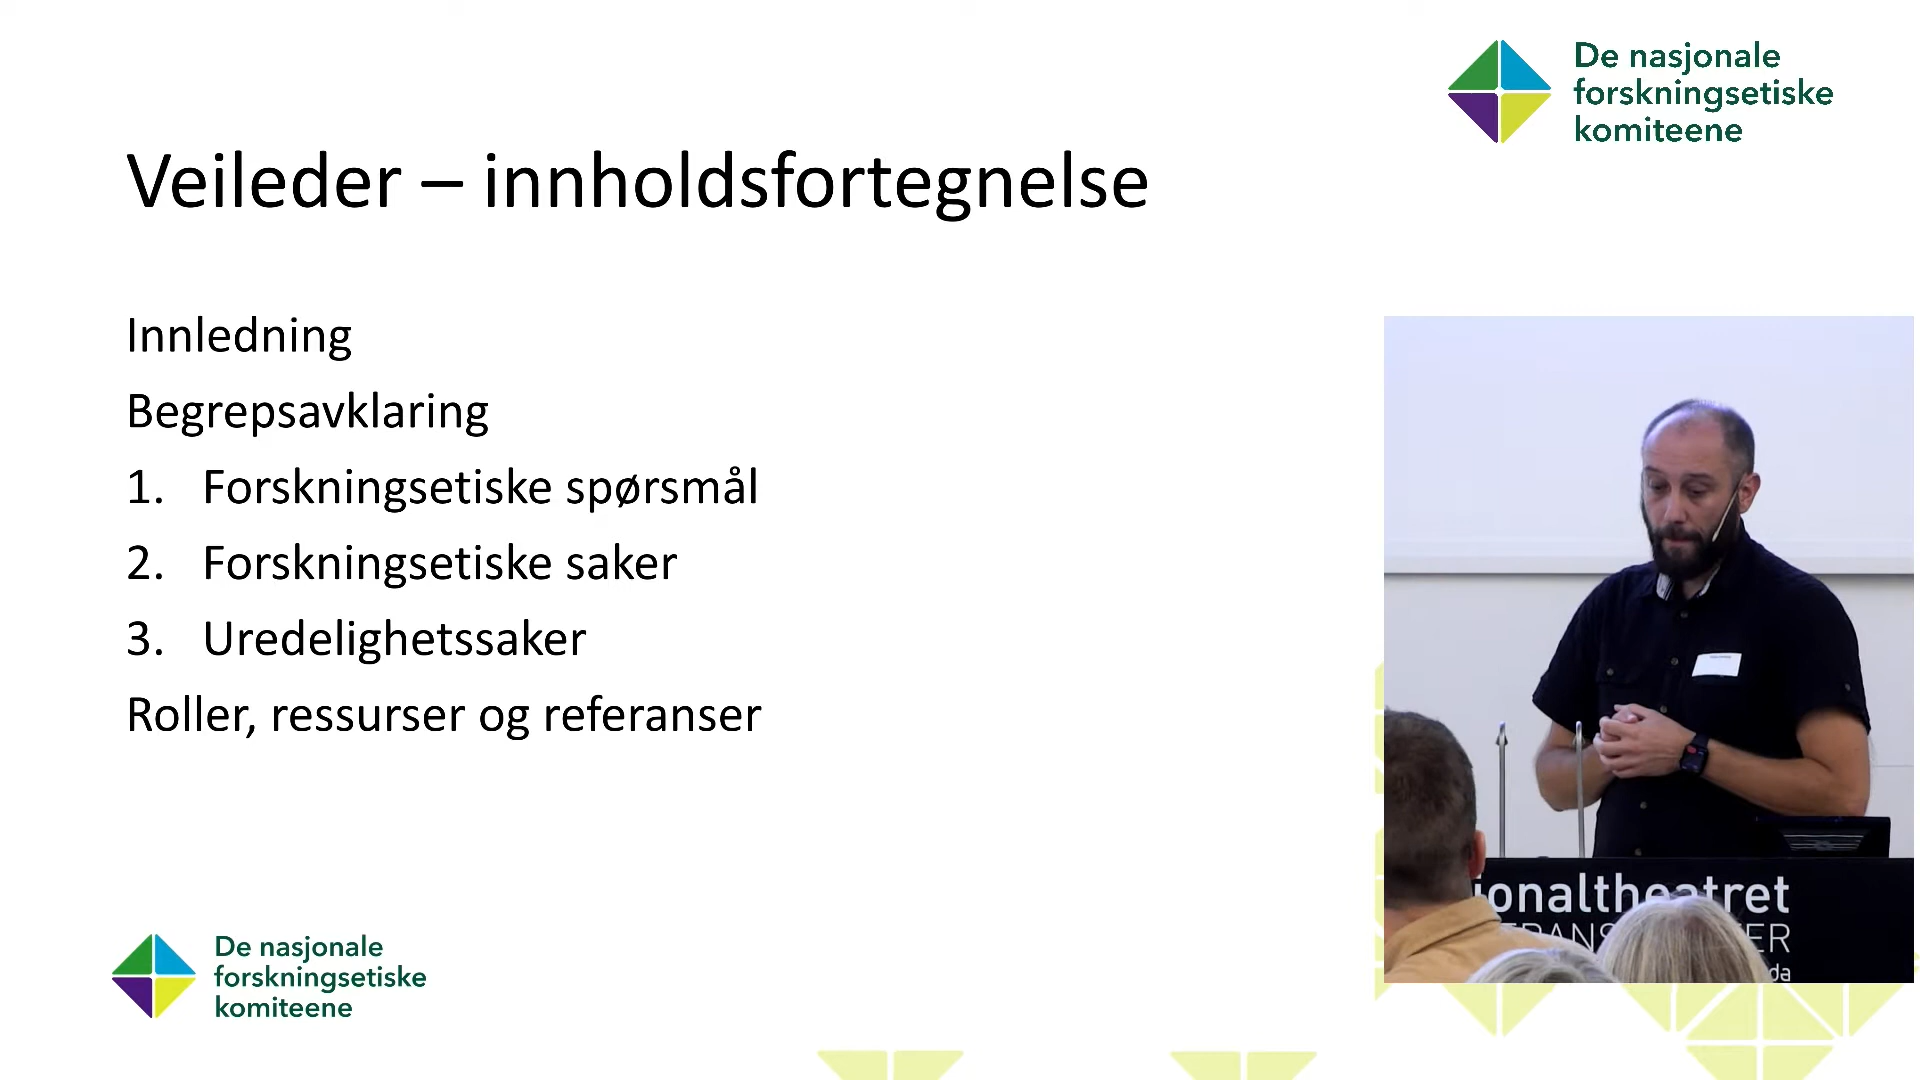 De nasjonale
forskningsetiske
komiteene
Veileder – innholdsfortegnelse
Innledning
Begrepsavklaring
1. Forskningsetiske spørsmål
2. Forskningsetiske saker
3. Uredelighetssaker
Roller, ressurser og referanser
De nasjonale
forskningsetiske
komiteene